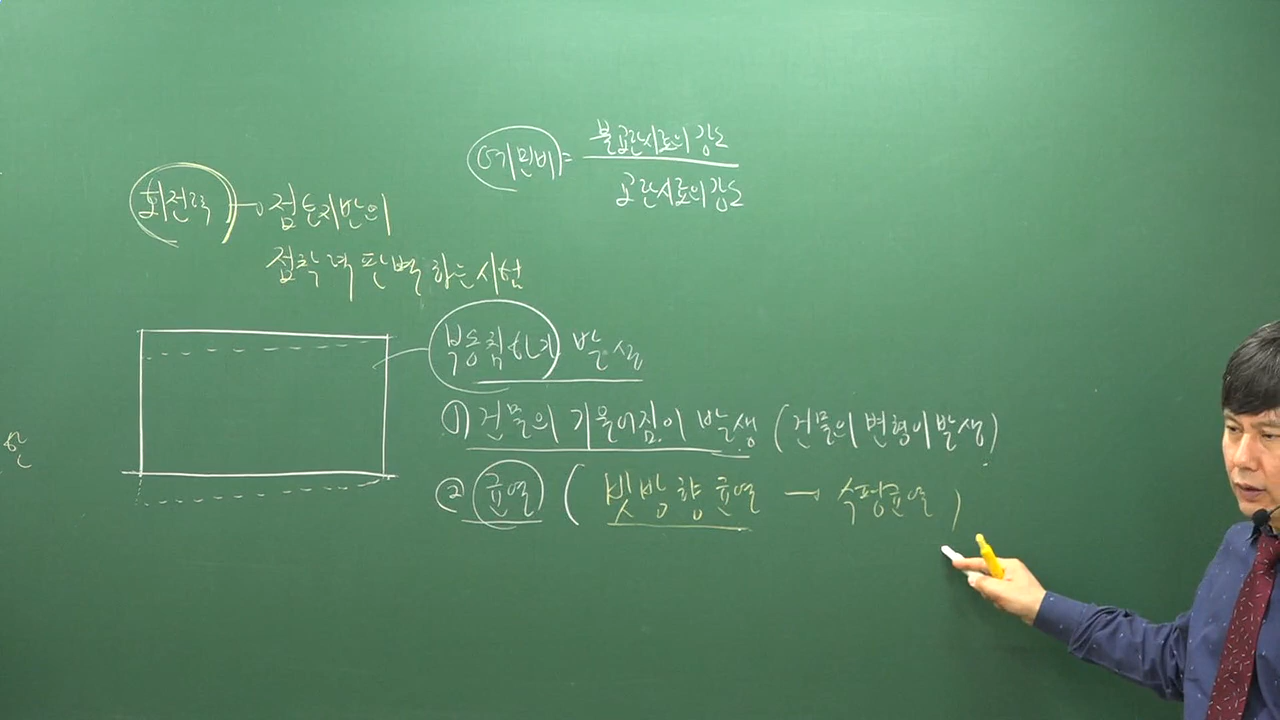 예민비 = 불교란시료의 강도
교란시료의 강도
회전력 → 점토지반의
점착력 판별하는 시험
부동침하가 발생
① 건물의 기울어짐이 발생 (건물의 변형이 발생)
② 균열 ( 빗방향 균열 → 수평균열 )